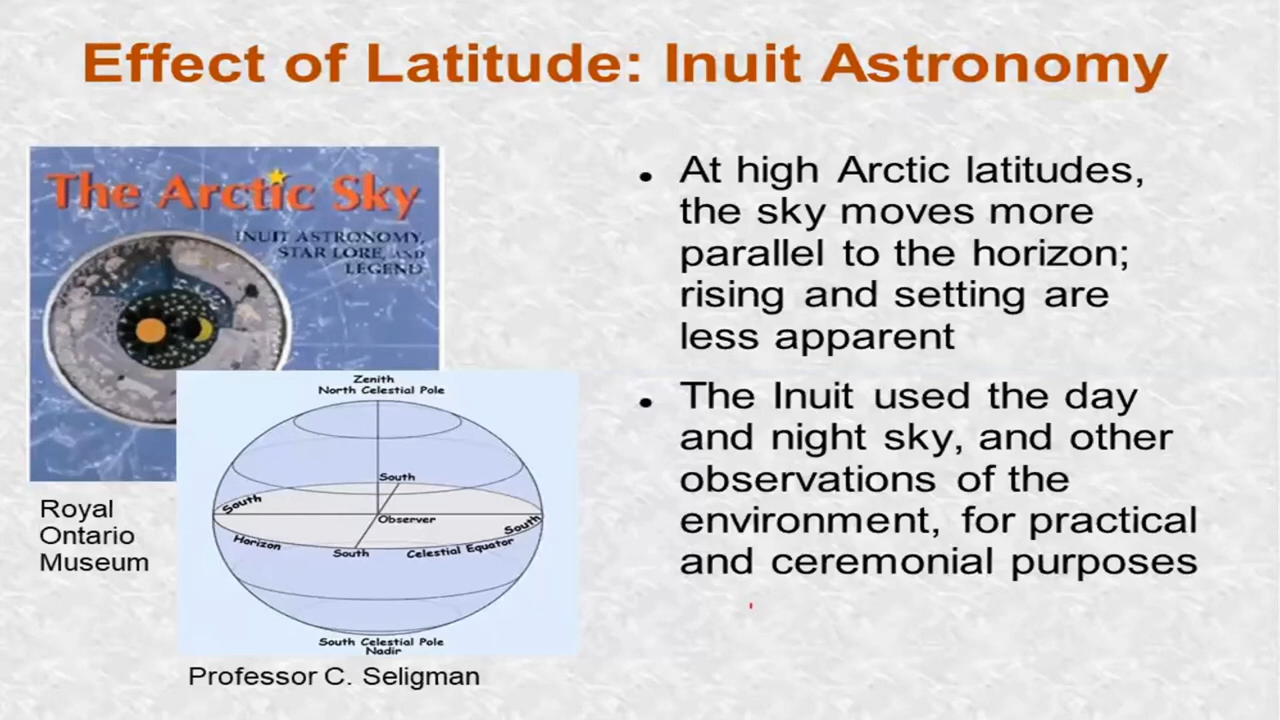 Effect of Latitude: Inuit Astronomy
The Arctic Sky
INUIT ASTRONOMY,
STAR LORE, AND
LEGEND
Royal
Ontario
Museum
Zenith
North Celestial Pole
South
South
Observer
South
Horizon
South
Celestial Equator
South Celestial Pole
Nadir
Professor C. Seligman
• At high Arctic latitudes,
the sky moves more
parallel to the horizon;
rising and setting are
less apparent
• The Inuit used the day
and night sky, and other
observations of the
environment, for practical
and ceremonial purposes